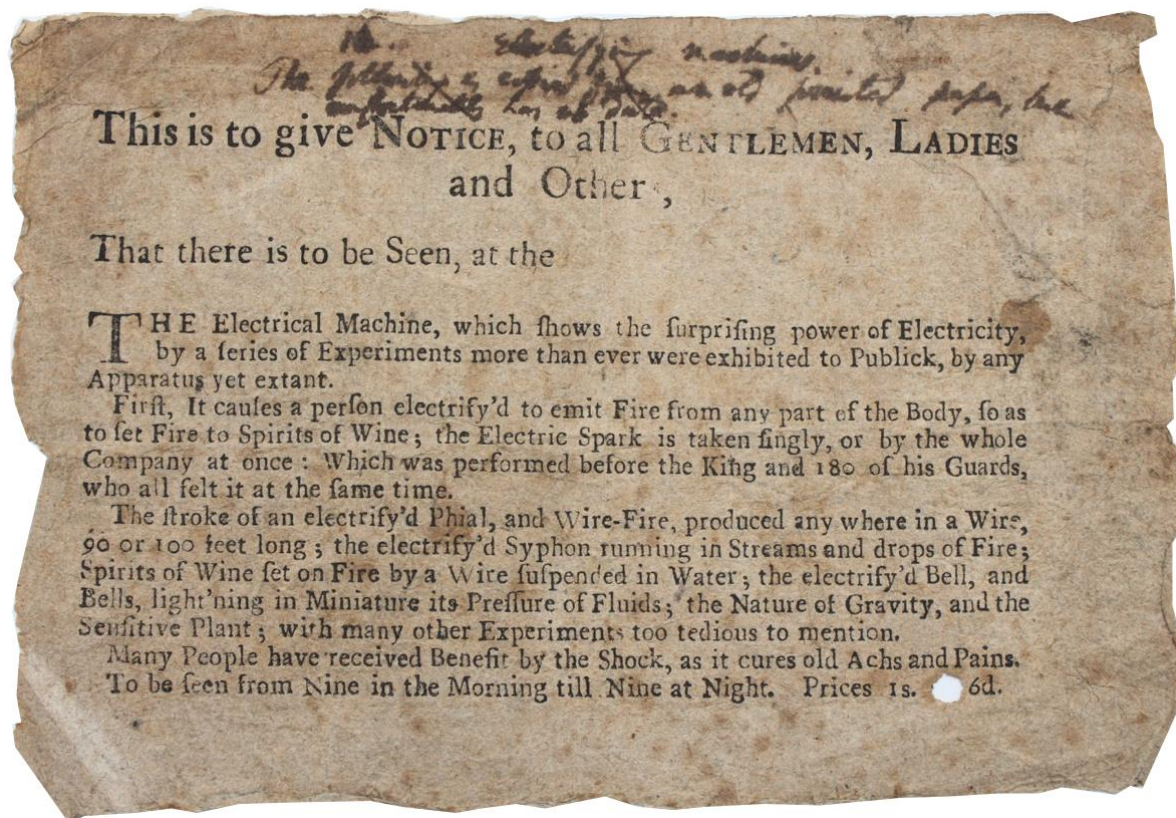 The Electrifying machine.
The following is copied from an old printed paper, but
unfortunately has no date.
This is to give NOTICE, to all GENTLEMEN, LADIES
and Others,
That there is to be Seen, at the
THE Electrical Machine, which ſhows the ſurpriſing power of Electricity,
by a ſeries of Experiments more than ever were exhibited to Publick, by any
Apparatus yet extant.
Firſt, It cauſes a perſon electrify'd to emit Fire from any part of the Body, ſo as
to ſet Fire to Spirits of Wine; the Electric Spark is taken ſingly, or by the whole
Company at once: Which was performed before the King and 180 of his Guards,
who all felt it at the ſame time.
The ſtroke of an electrify'd Phial, and Wire-Fire, produced any where in a Wire,
90 or 100 feet long; the electrify'd Syphon running in Streams and drops of Fire;
Spirits of Wine ſet on Fire by a Wire ſuſpended in Water; the electrify'd Bell, and
Bells, light'ning in Miniature its Preſſure of Fluids; the Nature of Gravity, and the
Senſitive Plant; with many other Experiments too tedious to mention.
Many People have received Benefit by the Shock, as it cures old Achs and Pains.
To be ſeen from Nine in the Morning till Nine at Night. Prices 1s. 6d.